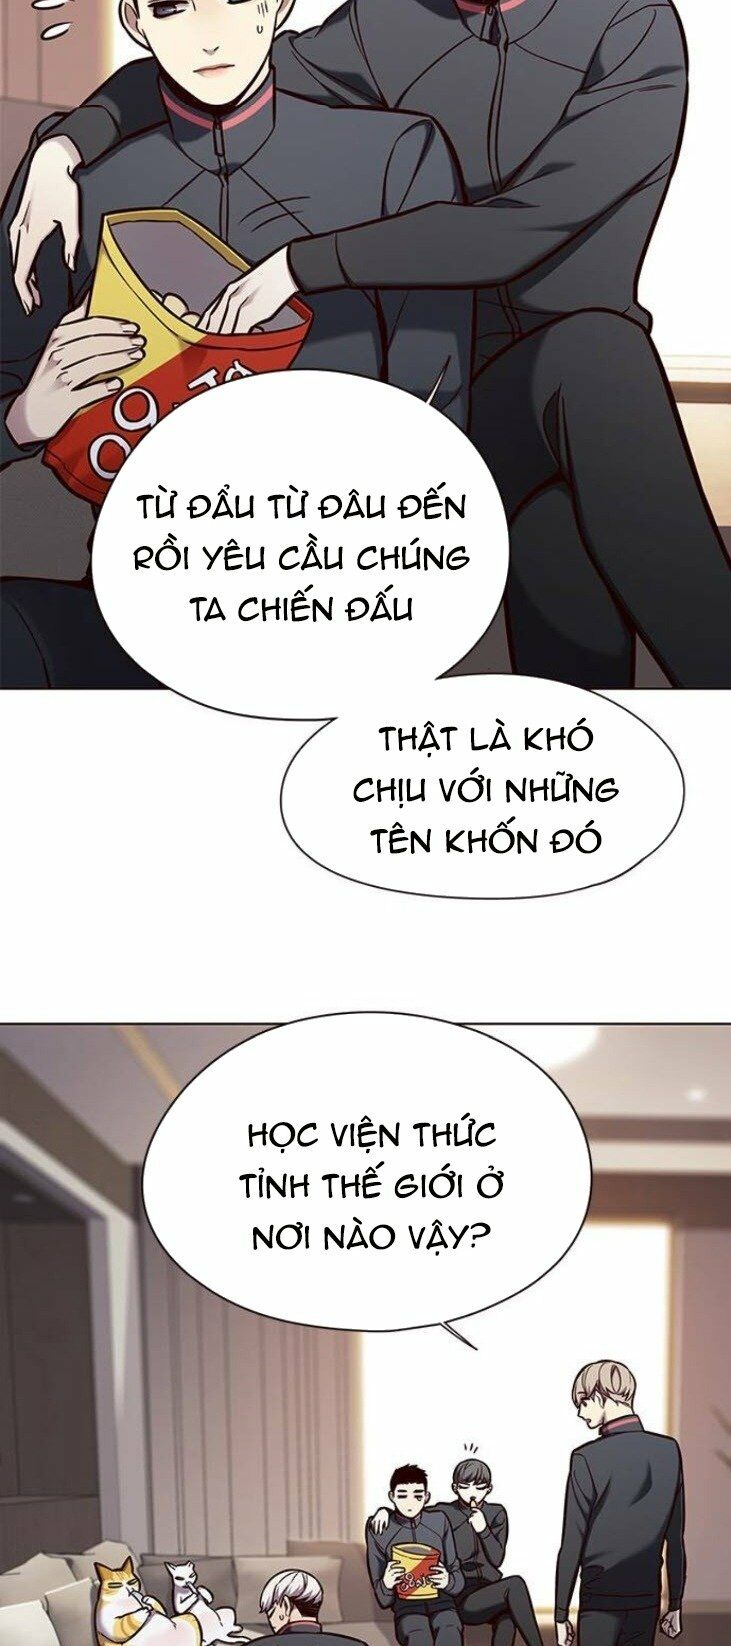 TỪ ĐẨU TỪ ĐÂU ĐẾN
RỒI YÊU CẦU CHÚNG
TA CHIẾN ĐẤU
THẬT LÀ KHÓ
CHỊU VỚI NHỮNG
TÊN KHỐN ĐÓ
HỌC VIỆN THỨC
TỈNH THẾ GIỚI Ở
NƠI NÀO VẬY?